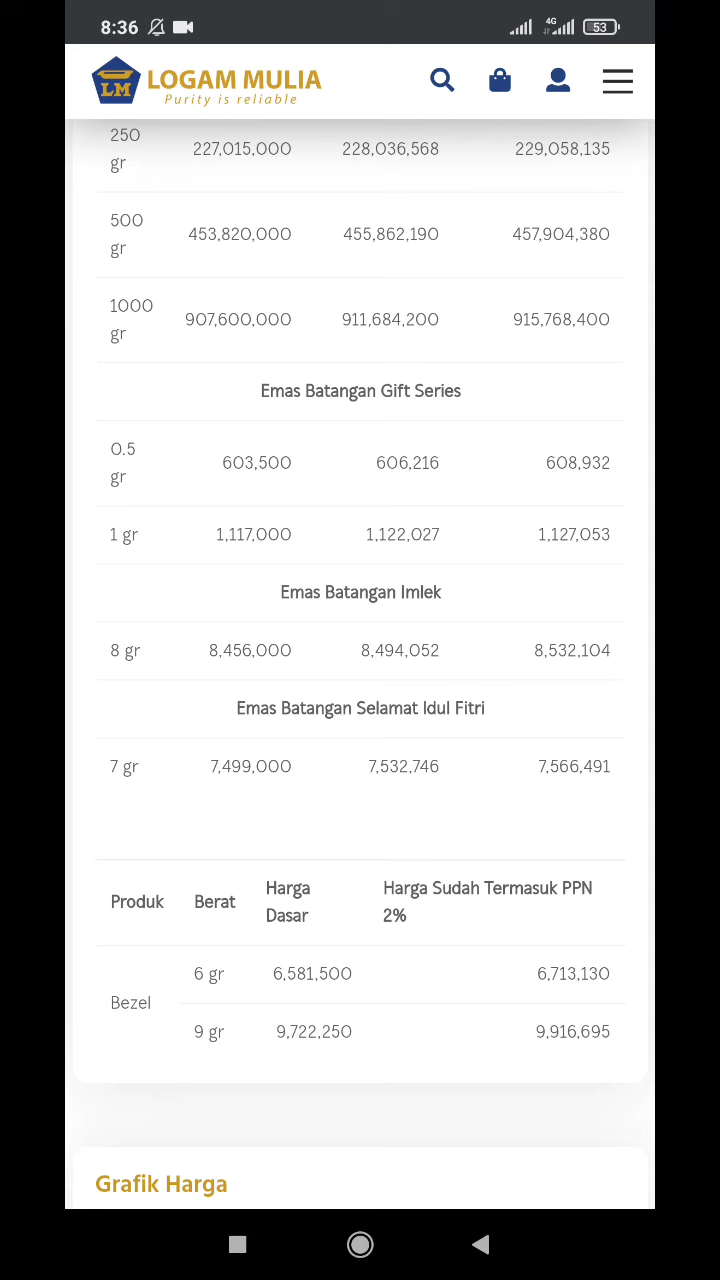 8:36 4G 53
LM LOGAM MULIA
Purity is reliable
250 gr 227,015,000 228,036,568 229,058,135
500 gr 453,820,000 455,862,190 457,904,380
1000 gr 907,600,000 911,684,200 915,768,400
Emas Batangan Gift Series
0.5 gr 603,500 606,216 608,932
1 gr 1,117,000 1,122,027 1,127,053
Emas Batangan Imlek
8 gr 8,456,000 8,494,052 8,532,104
Emas Batangan Selamat Idul Fitri
7 gr 7,499,000 7,532,746 7,566,491
Produk Berat Harga Dasar Harga Sudah Termasuk PPN 2%
Bezel
6 gr 6,581,500 6,713,130
9 gr 9,722,250 9,916,695
Grafik Harga